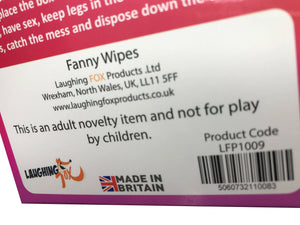 place the box
, have sex, keep legs in the
s, catch the mess and dispose down the
Fanny Wipes
Laughing FOX Products .Ltd
Wrexham, North Wales, UK, LL11 5FF
www.laughingfoxproducts.co.uk
This is an adult novelty item and not for play
by children.
Product Code
LFP1009
LAUGHING
FOX
MADE IN
BRITAIN
5060732110083